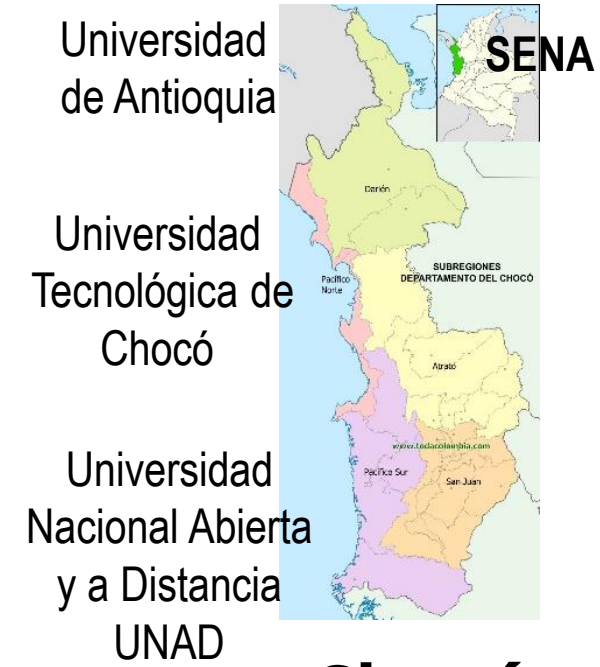 Universidad
de Antioquia
SENA
Darién
Universidad
Tecnológica de
Chocó
SUBREGIONES
DEPARTAMENTO DEL CHOCÓ
Pacífico
Norte
Atrato
www.todacolombia.com
Pacífico Sur
San Juan
Universidad
Nacional Abierta
y a Distancia
UNAD